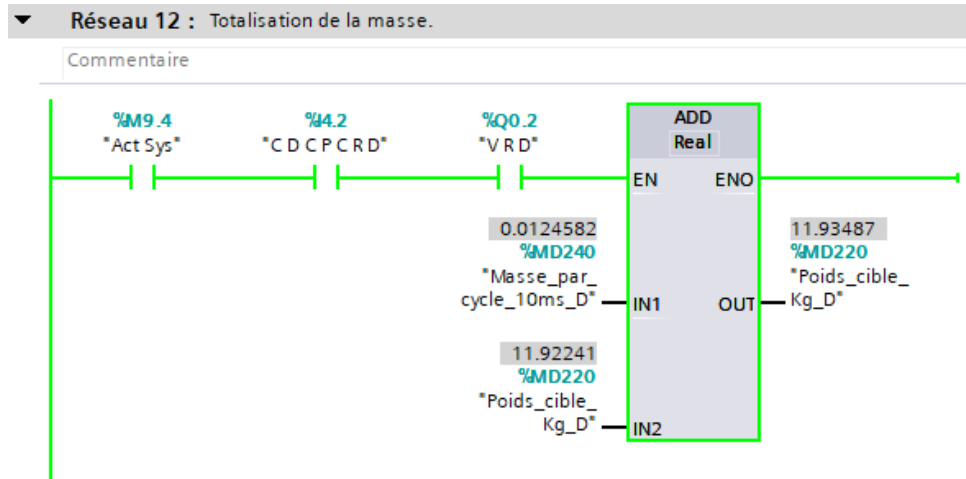 Réseau 12 : Totalisation de la masse.
Commentaire
%M9.4 %I4.2 %Q0.2 ADD
"Act Sys" "C D C P C R D" "V R D" Real
EN ENO
0.0124582 11.93487
%MD240 %MD220
"Masse_par_ "Poids_cible_
cycle_10ms_D" IN1 OUT Kg_D"
11.92241
%MD220
"Poids_cible_
Kg_D" IN2